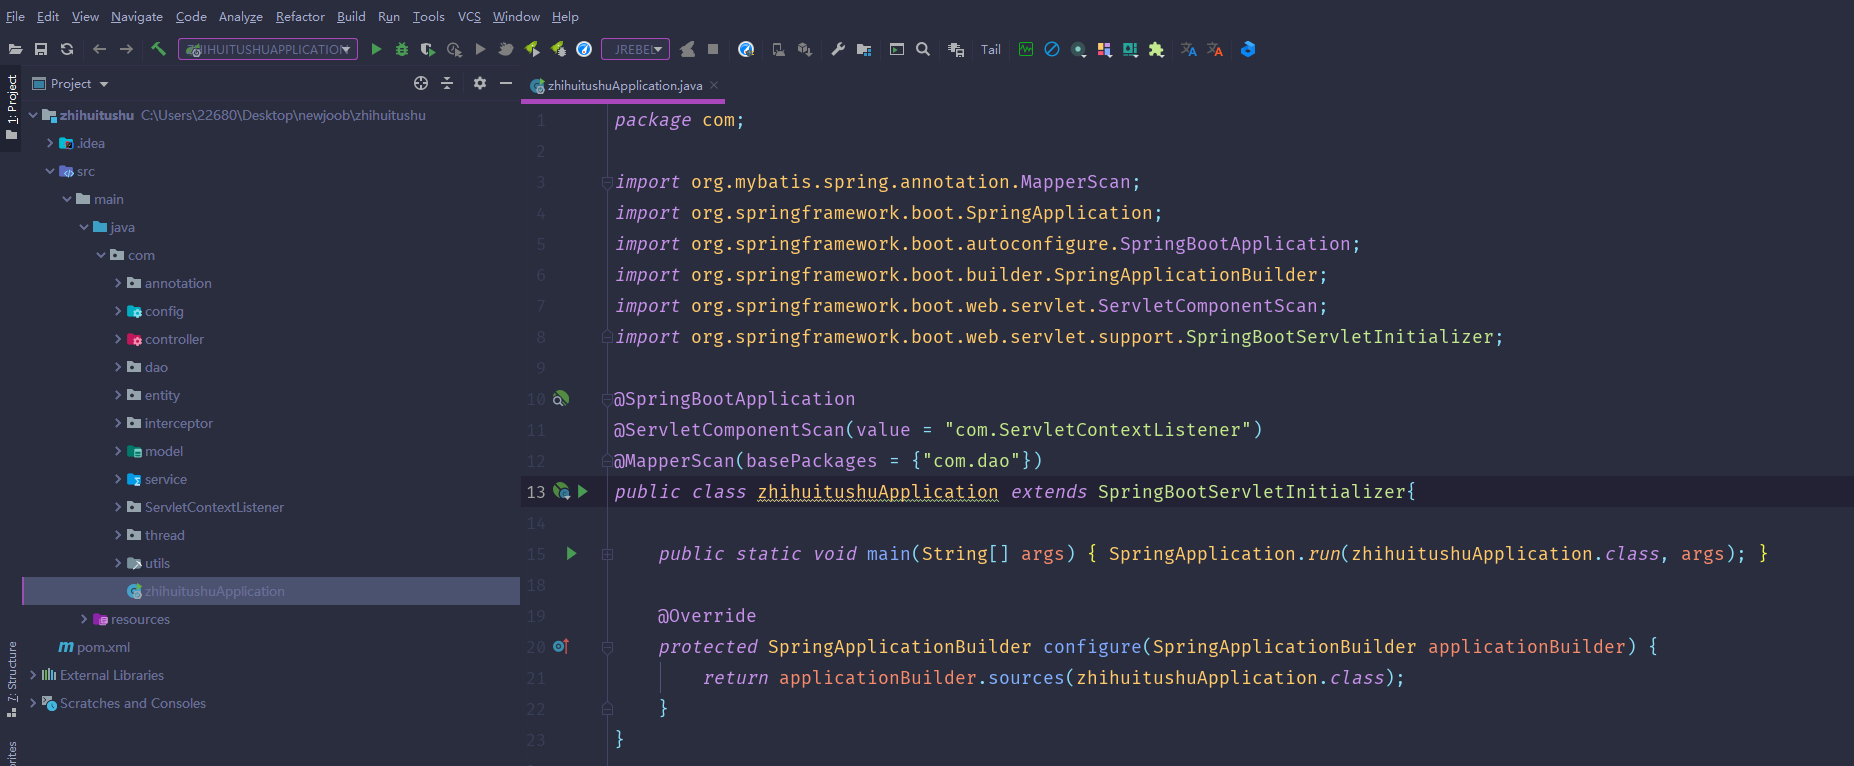 File Edit View Navigate Code Analyze Refactor Build Run Tools VCS Window Help
ZHIHUITUSHUAPPLICATION JREBEL Tail
1: Project
Project
zhihuitushuApplication.java
zhihuitushu C:\Users\22680\Desktop\newjoob\zhihuitushu
.idea
src
main
java
com
annotation
config
controller
dao
entity
interceptor
model
service
ServletContextListener
thread
utils
zhihuitushuApplication
resources
pom.xml
External Libraries
Scratches and Consoles
7: Structure
1 package com;
2
3 import org.mybatis.spring.annotation.MapperScan;
4 import org.springframework.boot.SpringApplication;
5 import org.springframework.boot.autoconfigure.SpringBootApplication;
6 import org.springframework.boot.builder.SpringApplicationBuilder;
7 import org.springframework.boot.web.servlet.ServletComponentScan;
8 import org.springframework.boot.web.servlet.support.SpringBootServletInitializer;
9
10 @SpringBootApplication
11 @ServletComponentScan(value = "com.ServletContextListener")
12 @MapperScan(basePackages = {"com.dao"})
13 public class zhihuitushuApplication extends SpringBootServletInitializer{
14
15 public static void main(String[] args) { SpringApplication.run(zhihuitushuApplication.class, args); }
18
19 @Override
20 protected SpringApplicationBuilder configure(SpringApplicationBuilder applicationBuilder) {
21 return applicationBuilder.sources(zhihuitushuApplication.class);
22 }
23 }